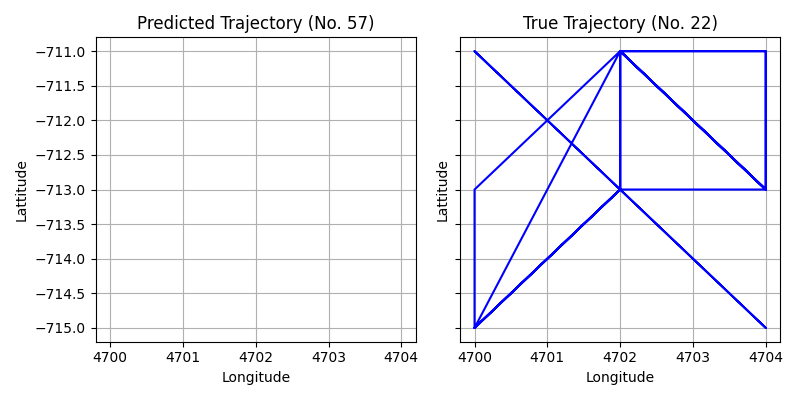 Predicted Trajectory (No. 57)
True Trajectory (No. 22)
−711.0
−711.5
−712.0
−712.5
−713.0
−713.5
−714.0
−714.5
−715.0
Lattitude
Lattitude
4700 4701 4702 4703 4704
4700 4701 4702 4703 4704
Longitude
Longitude